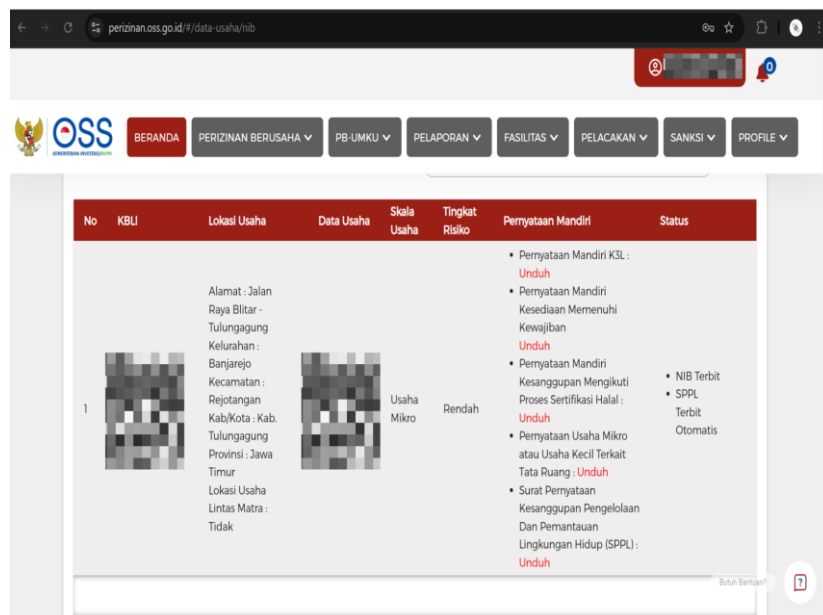 perizinan.oss.go.id/#/data-usaha/nib
0
OSS
BERANDA
PERIZINAN BERUSAHA
PB-UMKU
PELAPORAN
FASILITAS
PELACAKAN
SANKSI
PROFILE
No
KBLI
Lokasi Usaha
Data Usaha
Skala
Usaha
Tingkat
Risiko
Pernyataan Mandiri
Status
1
Alamat : Jalan
Raya Blitar -
Tulungagung
Kelurahan :
Banjarejo
Kecamatan :
Rejotangan
Kab/Kota : Kab.
Tulungagung
Provinsi : Jawa
Timur
Lokasi Usaha
Lintas Matra :
Tidak
Usaha
Mikro
Rendah
• Pernyataan Mandiri K3L :
Unduh
• Pernyataan Mandiri
Kesediaan Memenuhi
Kewajiban
Unduh
• Pernyataan Mandiri
Kesanggupan Mengikuti
Proses Sertifikasi Halal :
Unduh
• Pernyataan Usaha Mikro
atau Usaha Kecil Terkait
Tata Ruang : Unduh
• Surat Pernyataan
Kesanggupan Pengelolaan
Dan Pemantauan
Lingkungan Hidup (SPPL) :
Unduh
• NIB Terbit
• SPPL
Terbit
Otomatis
Butuh Bantuan?
?